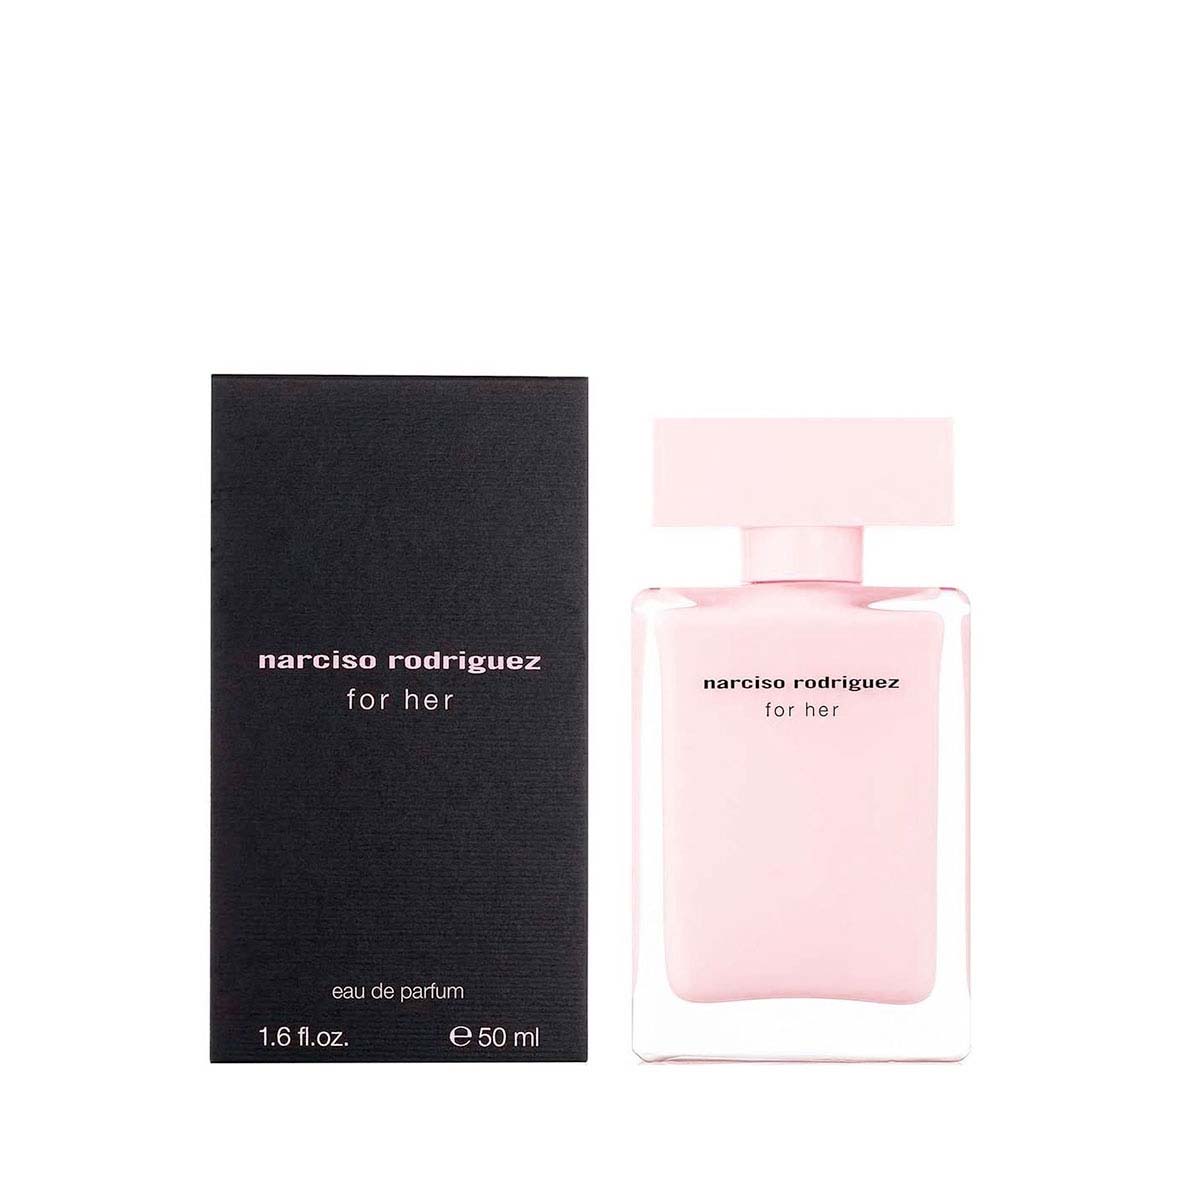 narciso rodriguez
for her
eau de parfum
1.6 fl.oz. ℮ 50 ml
narciso rodriguez
for her